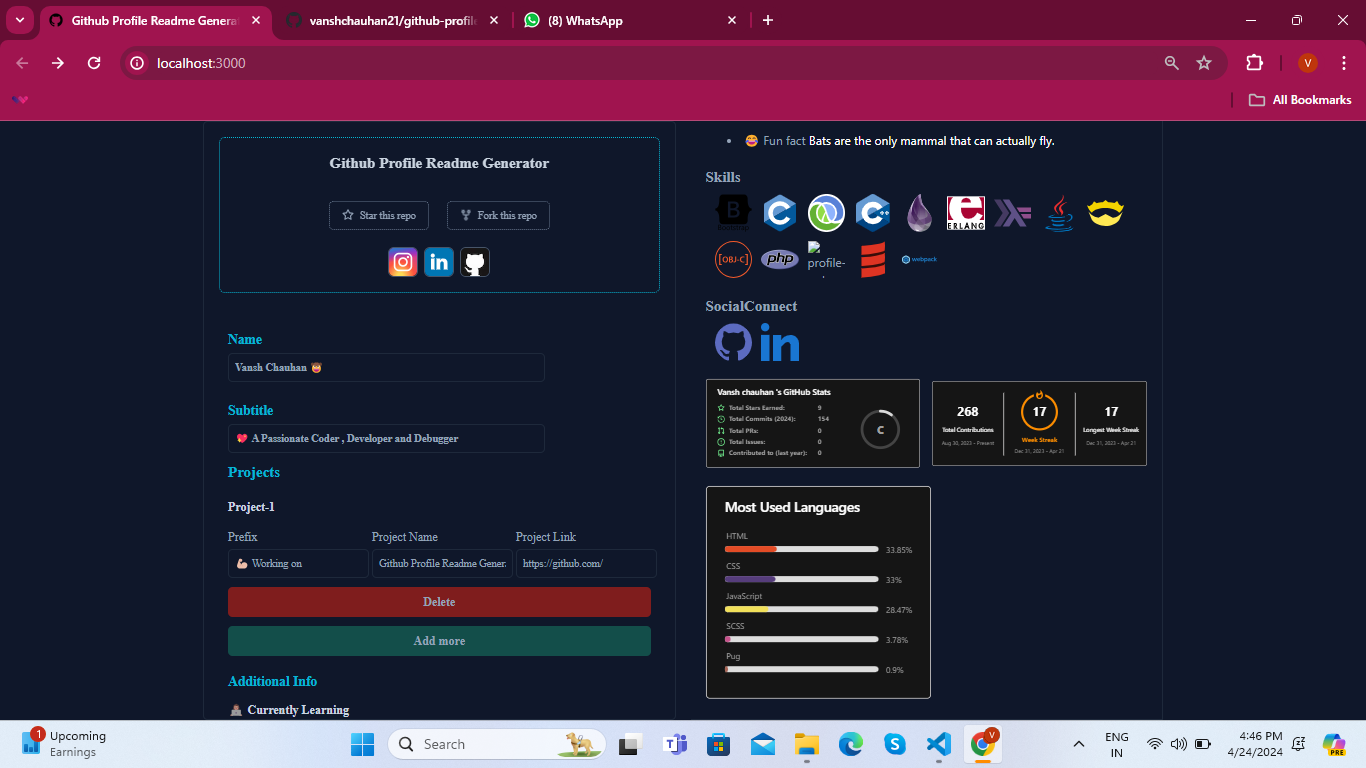 Github Profile Readme Genera
vanshchauhan21/github-profile
(8) WhatsApp
localhost:3000
V
All Bookmarks
Github Profile Readme Generator
Star this repo
Fork this repo
Name
Vansh Chauhan
Subtitle
A Passionate Coder , Developer and Debugger
Projects
Project-1
Prefix
Project Name
Project Link
Working on
Github Profile Readme Gener
https://github.com/
Delete
Add more
Additional Info
Currently Learning
Fun fact Bats are the only mammal that can actually fly.
Skills
B
Bootstrap
C
C++
e
ERLANG
Java
[OBJ-C]
php
profile-
webpack
SocialConnect
in
Vansh chauhan 's GitHub Stats
Total Stars Earned: 9
Total Commits (2024): 154
Total PRs: 0
Total Issues: 0
Contributed to (last year): 0
C
268
Total Contributions
Aug 30, 2023 - Present
17
Week Streak
Dec 31, 2023 - Apr 21
17
Longest Week Streak
Dec 31, 2023 - Apr 21
Most Used Languages
HTML
33.85%
CSS
33%
JavaScript
28.47%
SCSS
3.78%
Pug
0.9%
1
Upcoming
Earnings
Search
V
ENG
IN
4:46 PM
4/24/2024
PRE